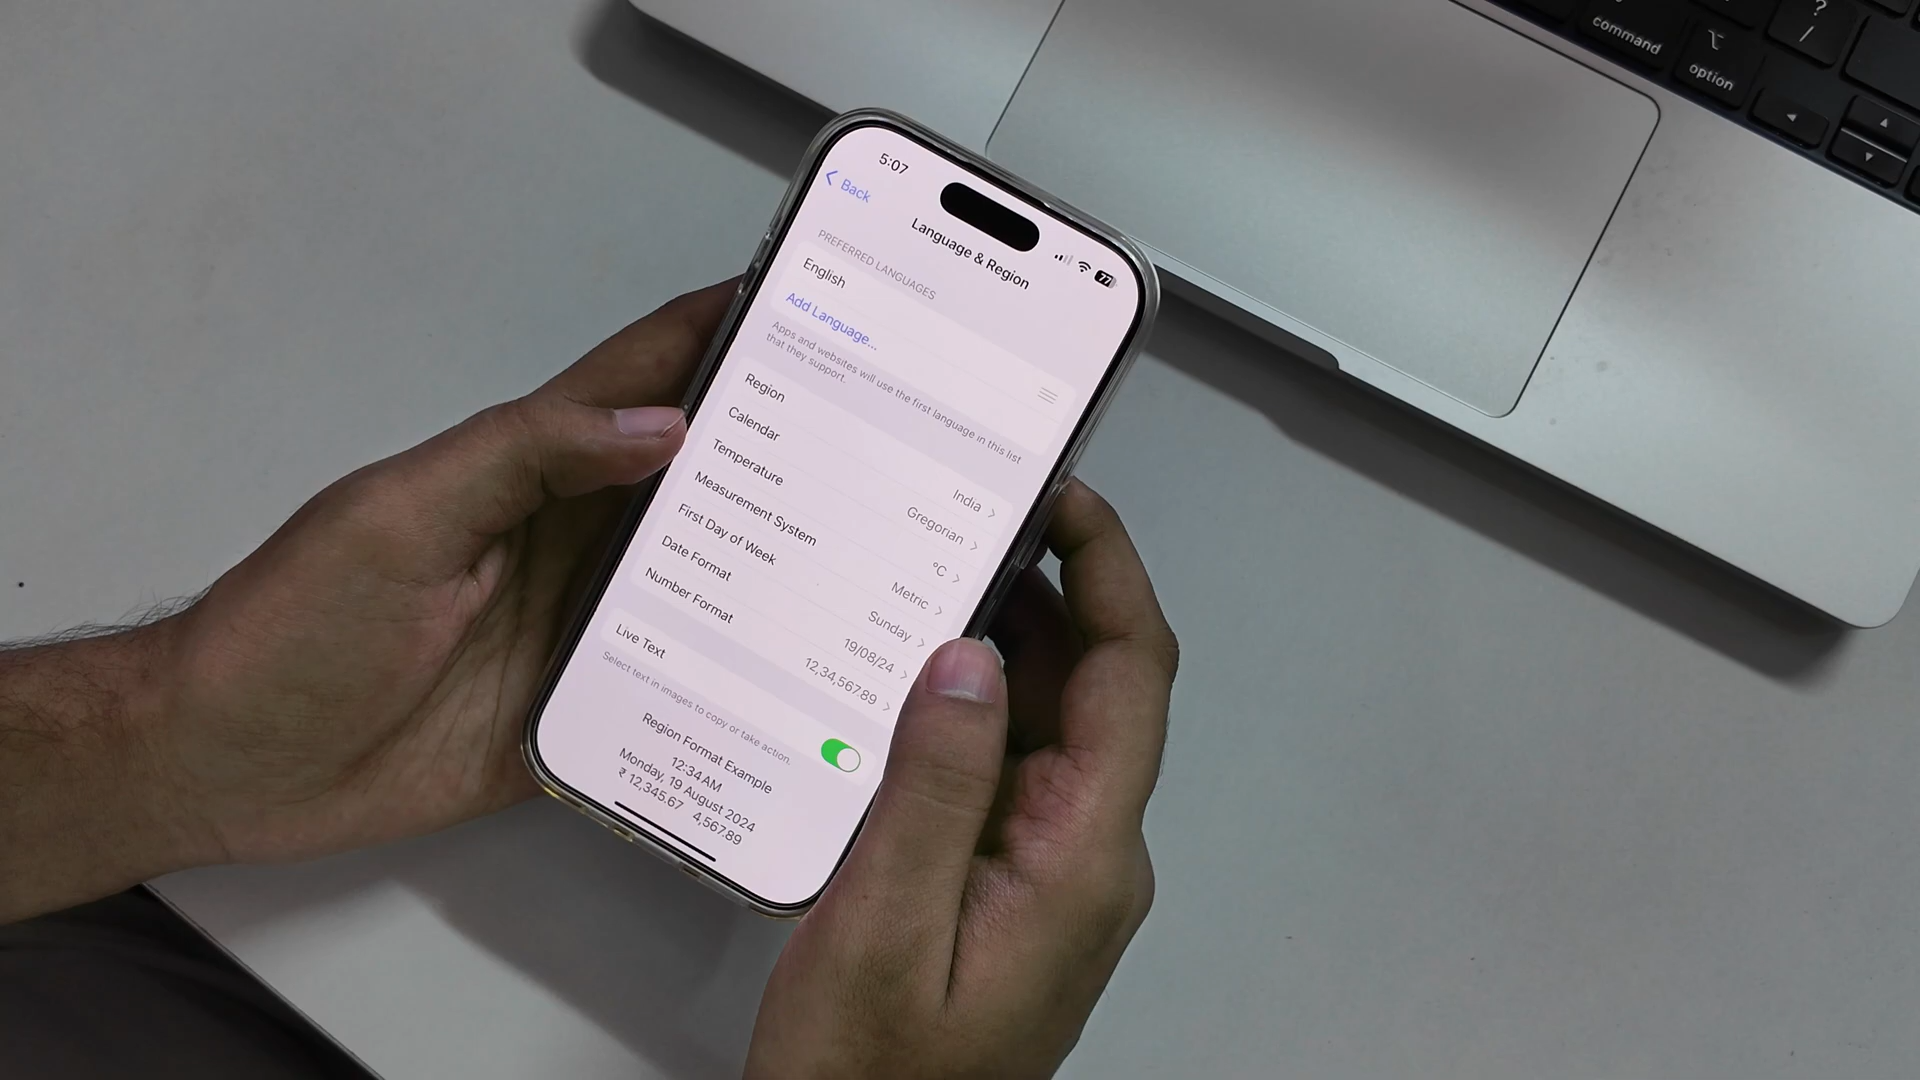 5:07
77
Back
Language & Region
PREFERRED LANGUAGES
English
Add Language...
Apps and websites will use the first language in this list
that they support.
Region India
Calendar Gregorian
Temperature °C
Measurement System Metric
First Day of Week Sunday
Date Format 19/08/24
Number Format 12,34,567.89
Live Text
Select text in images to copy or take action.
Region Format Example
12:34 AM
Monday, 19 August 2024
₹ 12,345.67 4,567.89
command
option
?
/